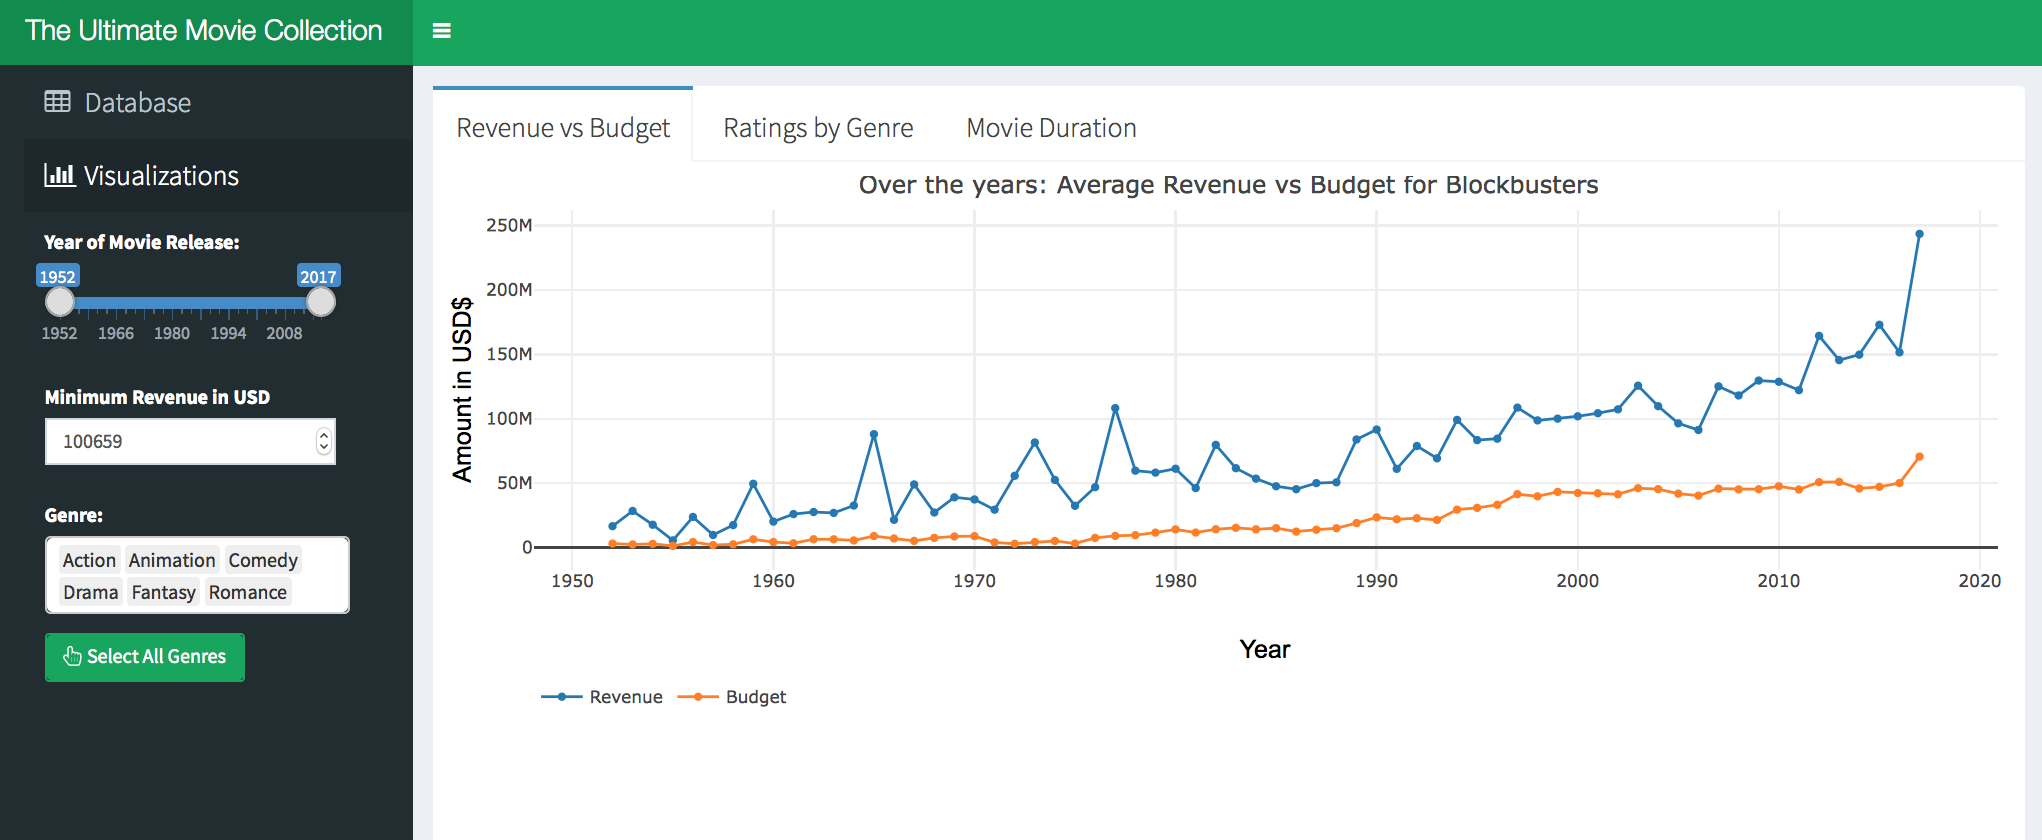 The Ultimate Movie Collection
Database
Visualizations
Year of Movie Release:
1952 2017
1952 1966 1980 1994 2008
Minimum Revenue in USD
100659
Genre:
Action Animation Comedy
Drama Fantasy Romance
Select All Genres
Revenue vs Budget Ratings by Genre Movie Duration
Over the years: Average Revenue vs Budget for Blockbusters
Amount in USD$
250M
200M
150M
100M
50M
0
1950 1960 1970 1980 1990 2000 2010 2020
Year
Revenue Budget